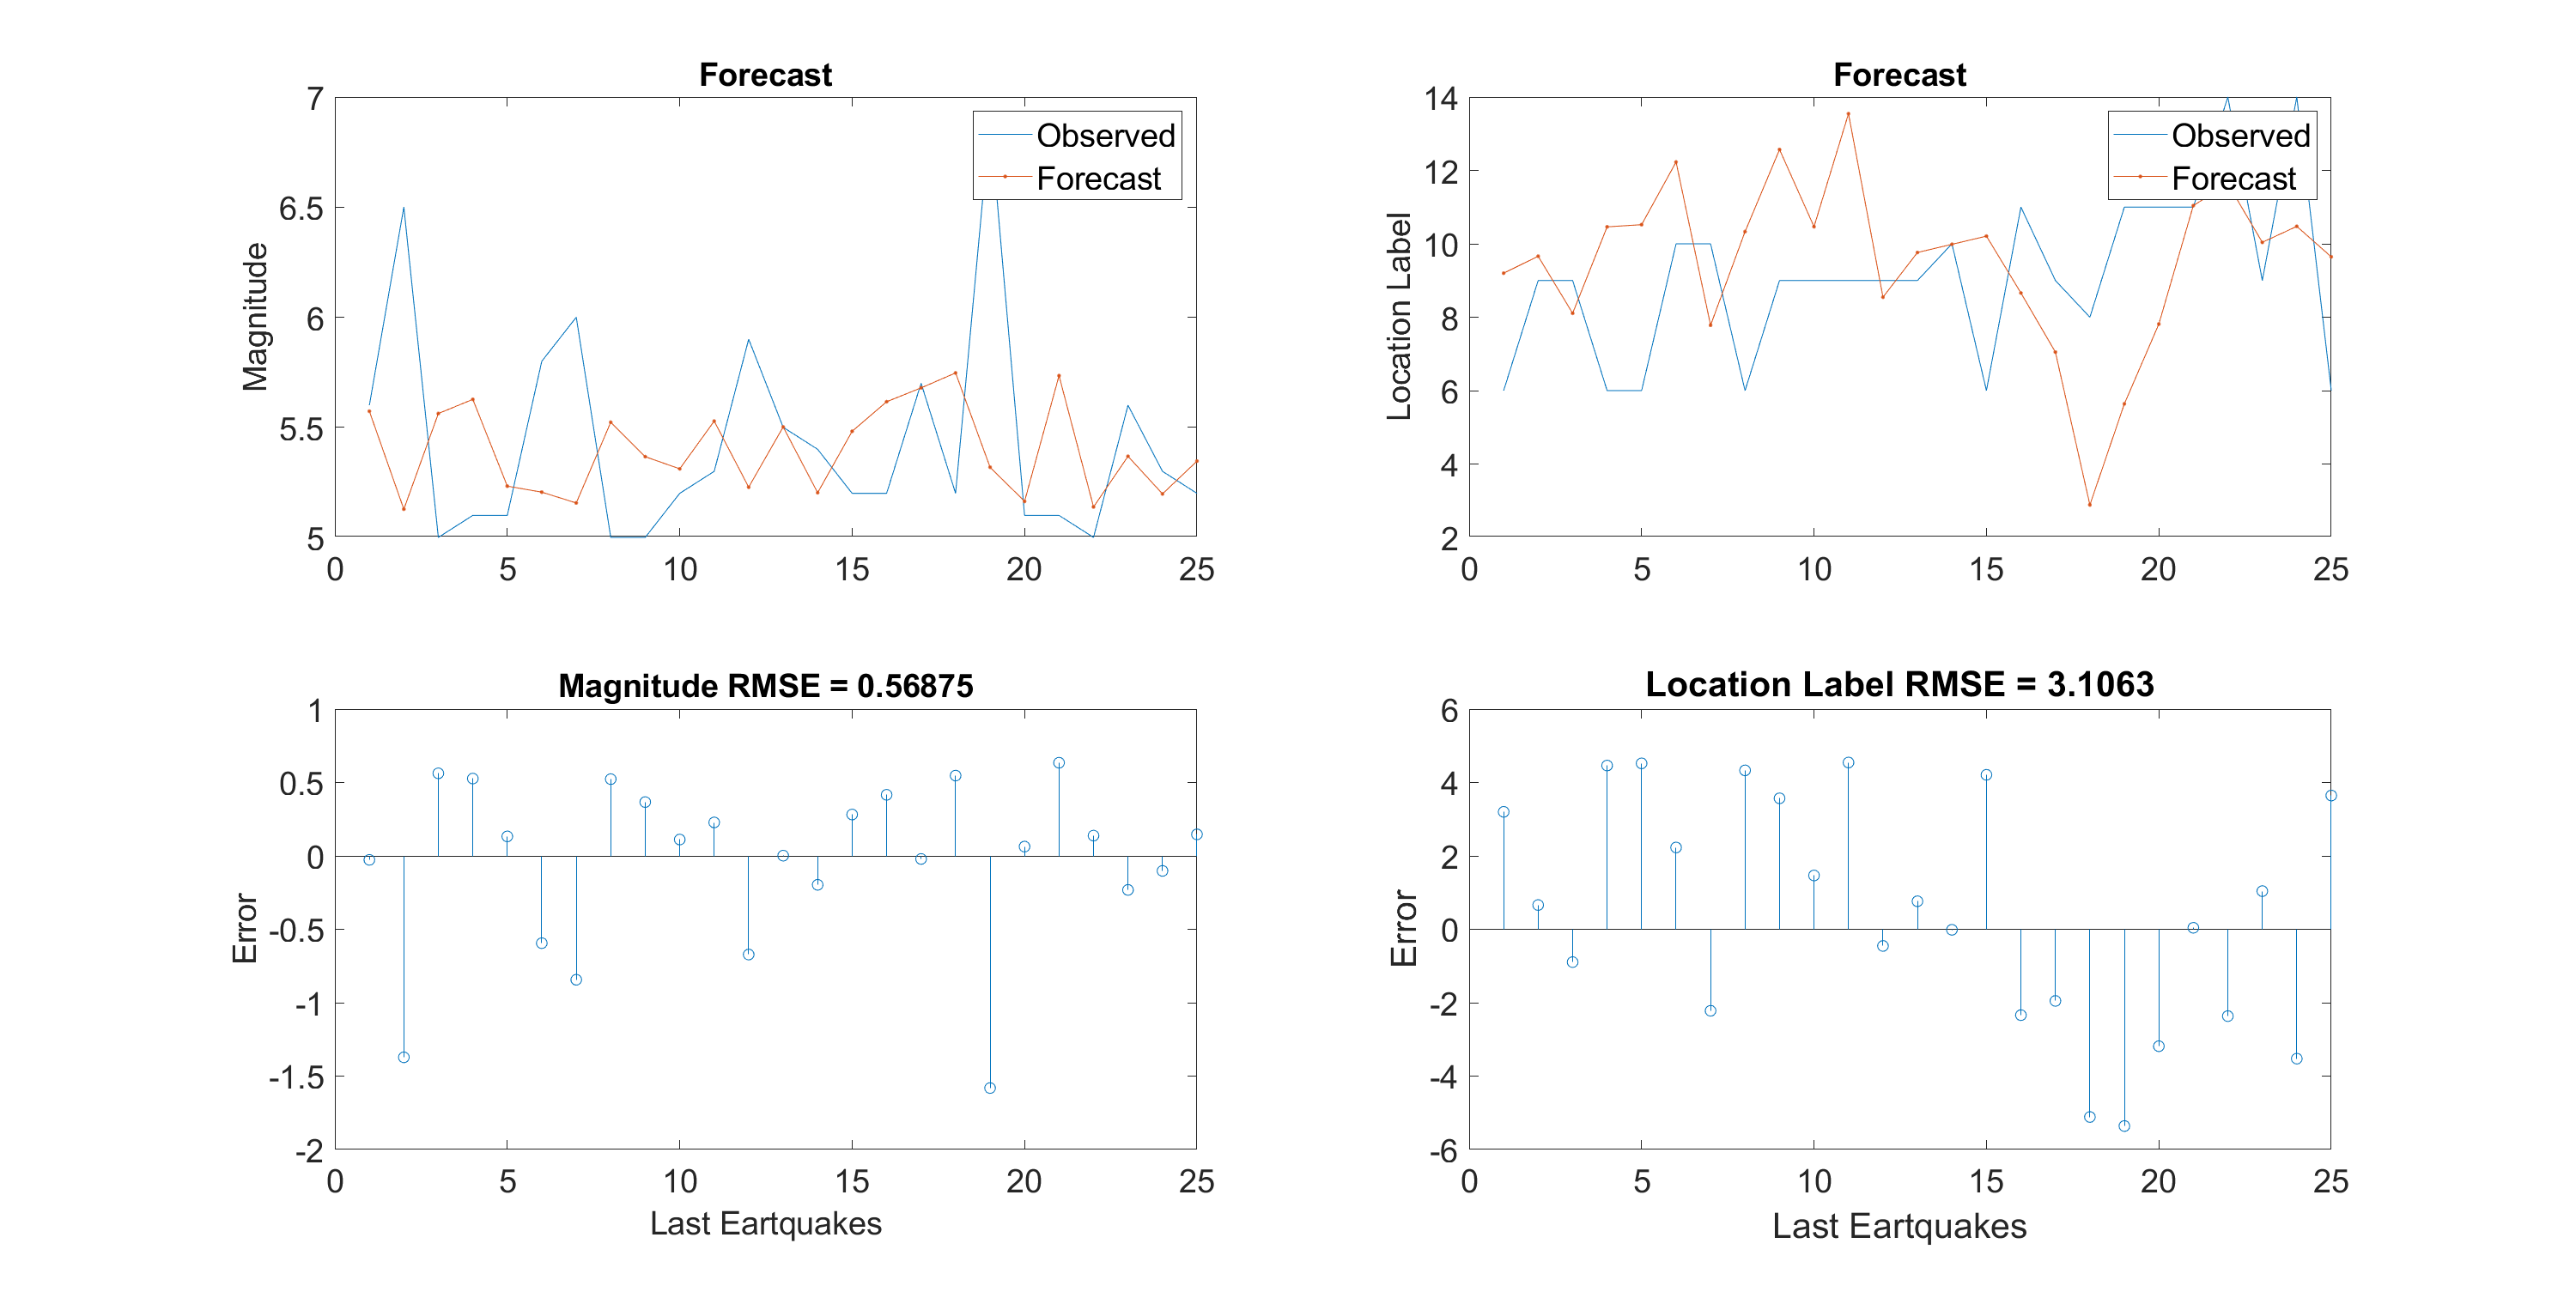 Forecast
7
6.5
6
5.5
5
Magnitude
Observed
Forecast
0 5 10 15 20 25
Forecast
14
12
10
8
6
4
2
Location Label
Observed
Forecast
0 5 10 15 20 25
Magnitude RMSE = 0.56875
1
0.5
0
-0.5
-1
-1.5
-2
Error
0 5 10 15 20 25
Last Eartquakes
Location Label RMSE = 3.1063
6
4
2
0
-2
-4
-6
Error
0 5 10 15 20 25
Last Eartquakes